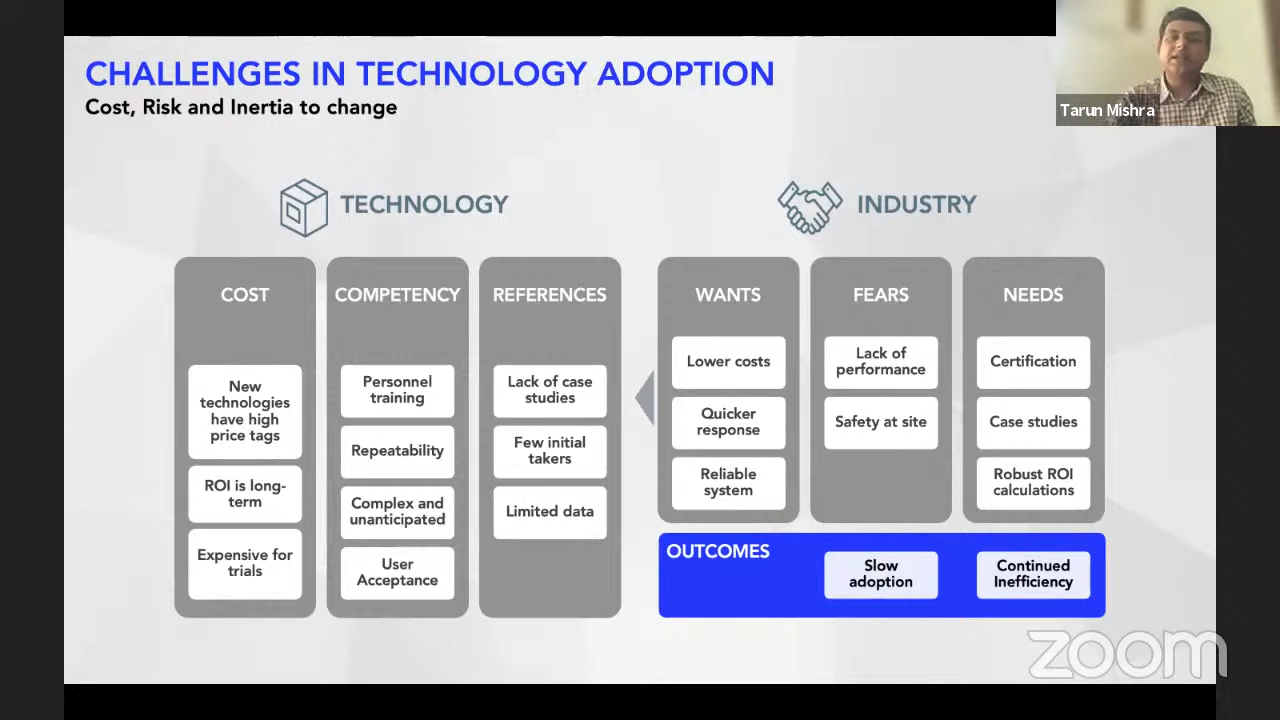 CHALLENGES IN TECHNOLOGY ADOPTION
Cost, Risk and Inertia to change
Tarun Mishra
TECHNOLOGY
INDUSTRY
COST
New
technologies
have high
price tags
ROI is long-
term
Expensive for
trials
COMPETENCY
Personnel
training
Repeatability
Complex and
unanticipated
User
Acceptance
REFERENCES
Lack of case
studies
Few initial
takers
Limited data
WANTS
Lower costs
Quicker
response
Reliable
system
FEARS
Lack of
performance
Safety at site
NEEDS
Certification
Case studies
Robust ROI
calculations
OUTCOMES
Slow
adoption
Continued
Inefficiency
zoom